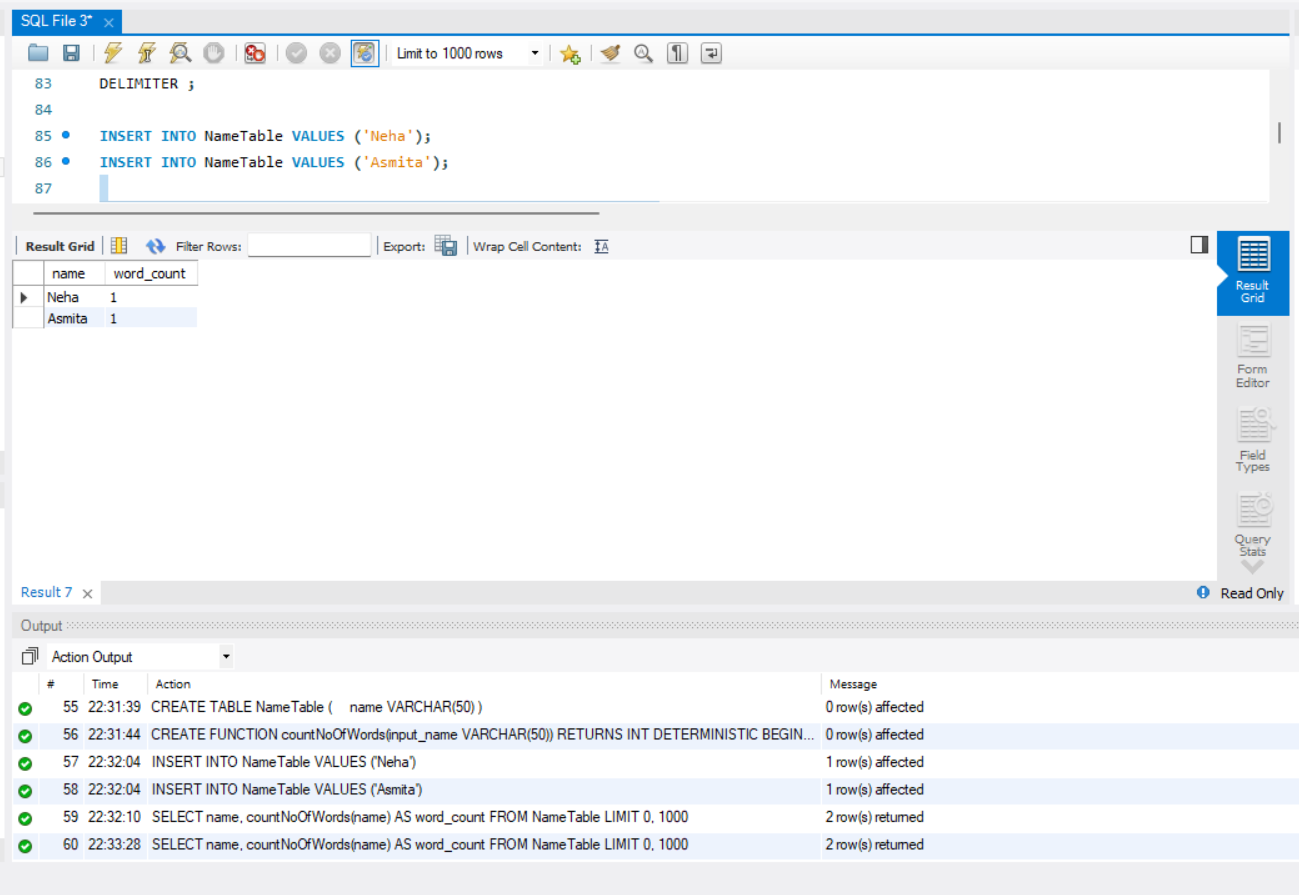 SQL File 3*
Limit to 1000 rows
83 DELIMITER ;
84
85 INSERT INTO NameTable VALUES ('Neha');
86 INSERT INTO NameTable VALUES ('Asmita');
87
Result Grid Filter Rows: Export: Wrap Cell Content:
name word_count
Neha 1
Asmita 1
Result Grid
Form Editor
Field Types
Query Stats
Result 7 Read Only
Output
Action Output
# Time Action Message
55 22:31:39 CREATE TABLE NameTable ( name VARCHAR(50) ) 0 row(s) affected
56 22:31:44 CREATE FUNCTION countNoOfWords(input_name VARCHAR(50)) RETURNS INT DETERMINISTIC BEGIN... 0 row(s) affected
57 22:32:04 INSERT INTO NameTable VALUES ('Neha') 1 row(s) affected
58 22:32:04 INSERT INTO NameTable VALUES ('Asmita') 1 row(s) affected
59 22:32:10 SELECT name, countNoOfWords(name) AS word_count FROM NameTable LIMIT 0, 1000 2 row(s) returned
60 22:33:28 SELECT name, countNoOfWords(name) AS word_count FROM NameTable LIMIT 0, 1000 2 row(s) returned